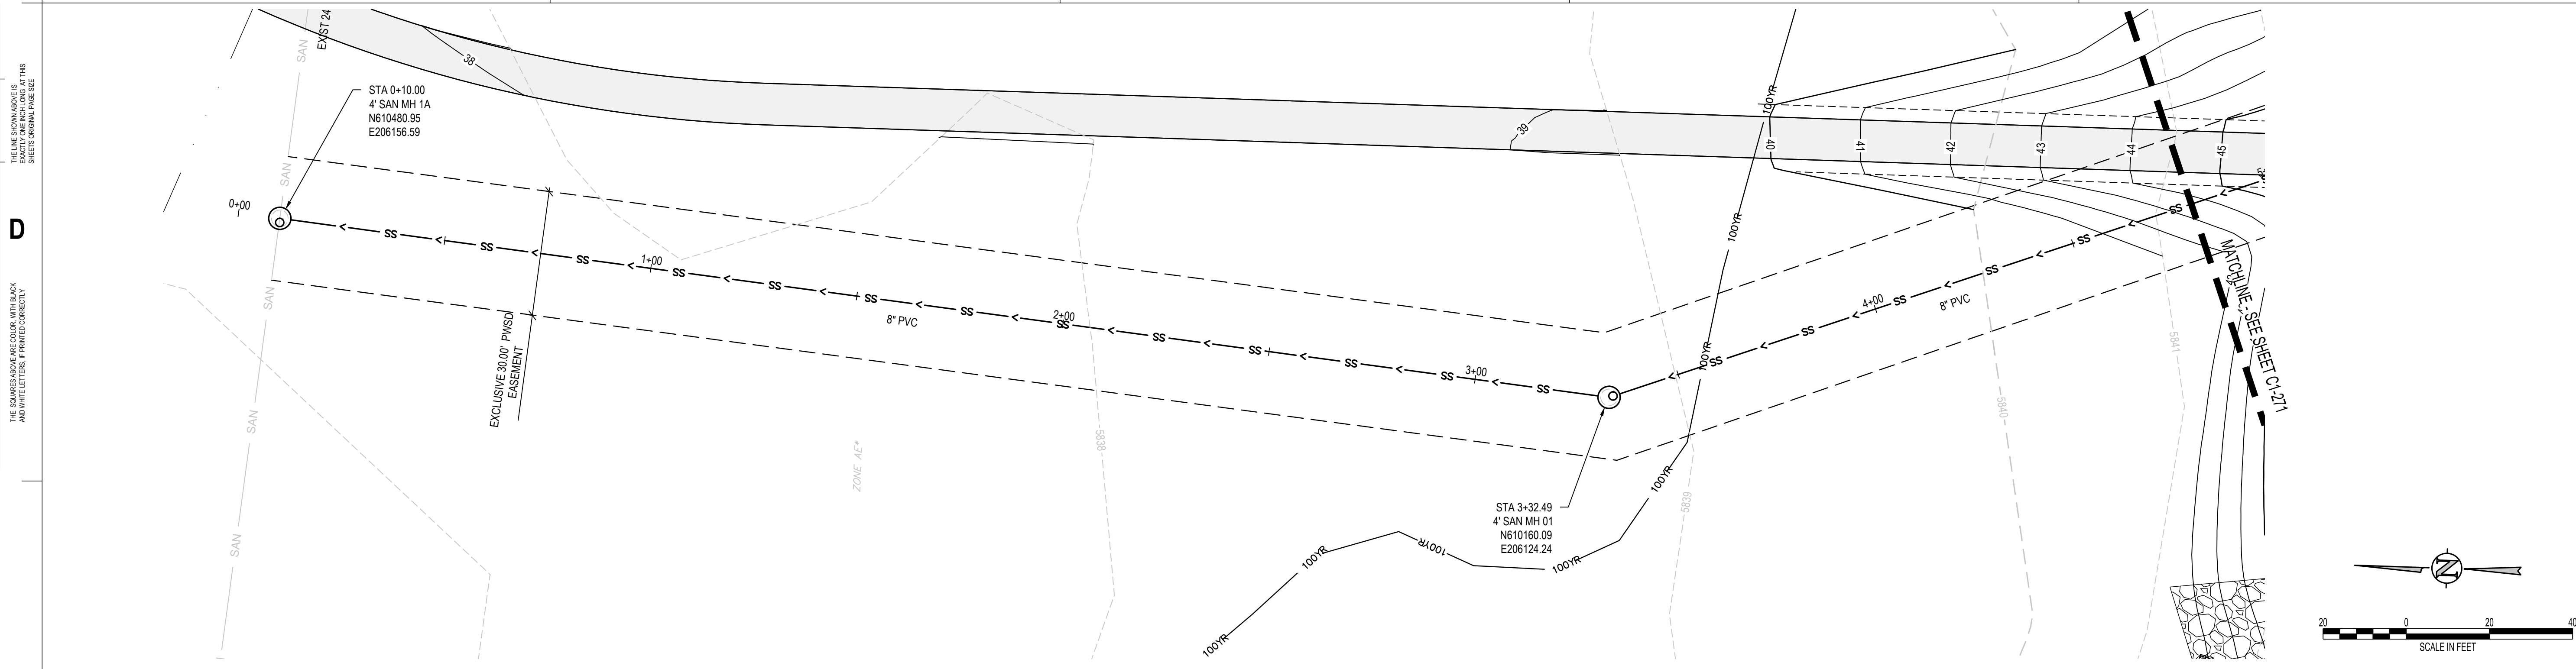 THE LINE SHOWN ABOVE IS
EXACTLY ONE INCH LONG AT THIS
SHEETS ORIGINAL PAGE SIZE
THE SQUARES ABOVE ARE COLOR, WITH BLACK
AND WHITE LETTERS, IF PRINTED CORRECTLY
D
EXIST 24
SAN
SAN
SAN
SAN
SAN
STA 0+10.00
4' SAN MH 1A
N610480.95
E206156.59
0+00
38
39
40
41
42
43
44
45
1+00
2+00
3+00
4+00
SS SS SS SS SS SS SS SS SS SS SS SS SS
SS SS SS SS SS SS
8" PVC
8" PVC
EXCLUSIVE 30.00' PWSD
EASEMENT
ZONE AE*
5838
5839
5840
5841
100YR
100YR
100YR
100YR
100YR
100YR
100YR
100YR
STA 3+32.49
4' SAN MH 01
N610160.09
E206124.24
MATCHLINE - SEE SHEET C1-271
N
20 0 20 40
SCALE IN FEET